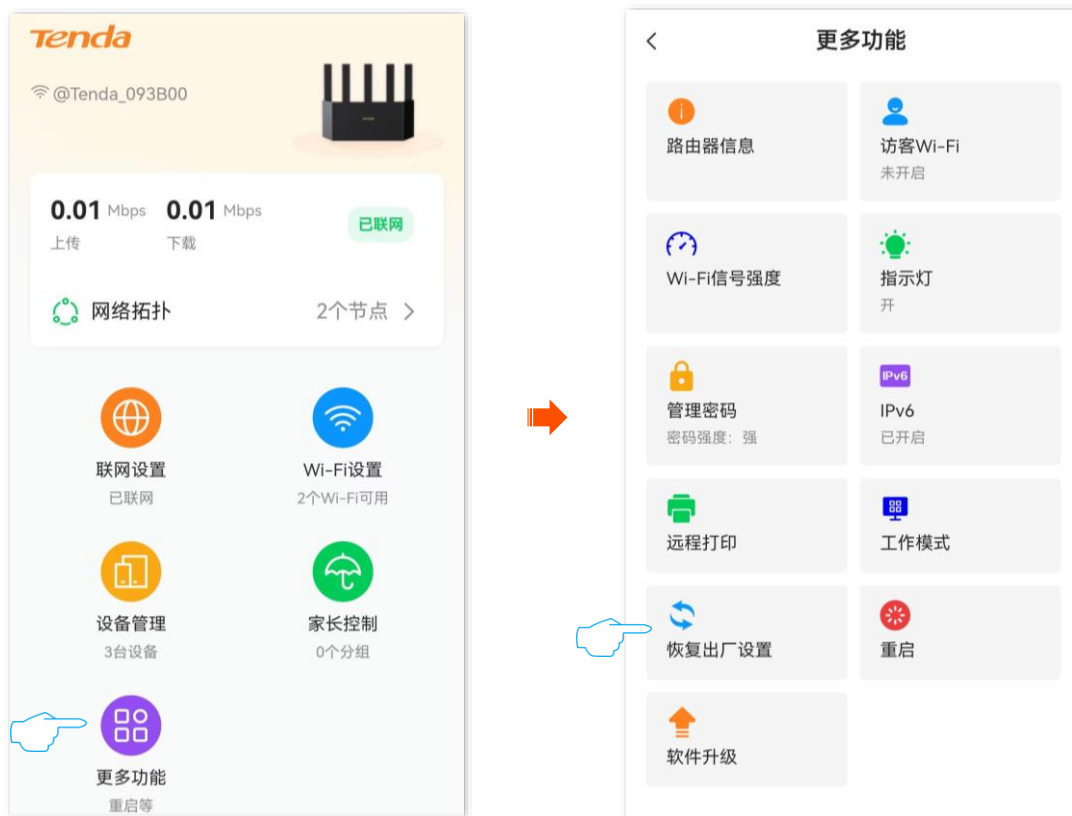 Tenda
@Tenda_093B00
0.01 Mbps 0.01 Mbps
上传 下载
已联网
网络拓扑 2个节点
联网设置 Wi-Fi设置
已联网 2个Wi-Fi可用
设备管理 家长控制
3台设备 0个分组
更多功能
重启等
更多功能
路由器信息 访客Wi-Fi
未开启
Wi-Fi信号强度 指示灯
开
IPv6
管理密码 IPv6
密码强度：强 已开启
远程打印 工作模式
恢复出厂设置 重启
软件升级